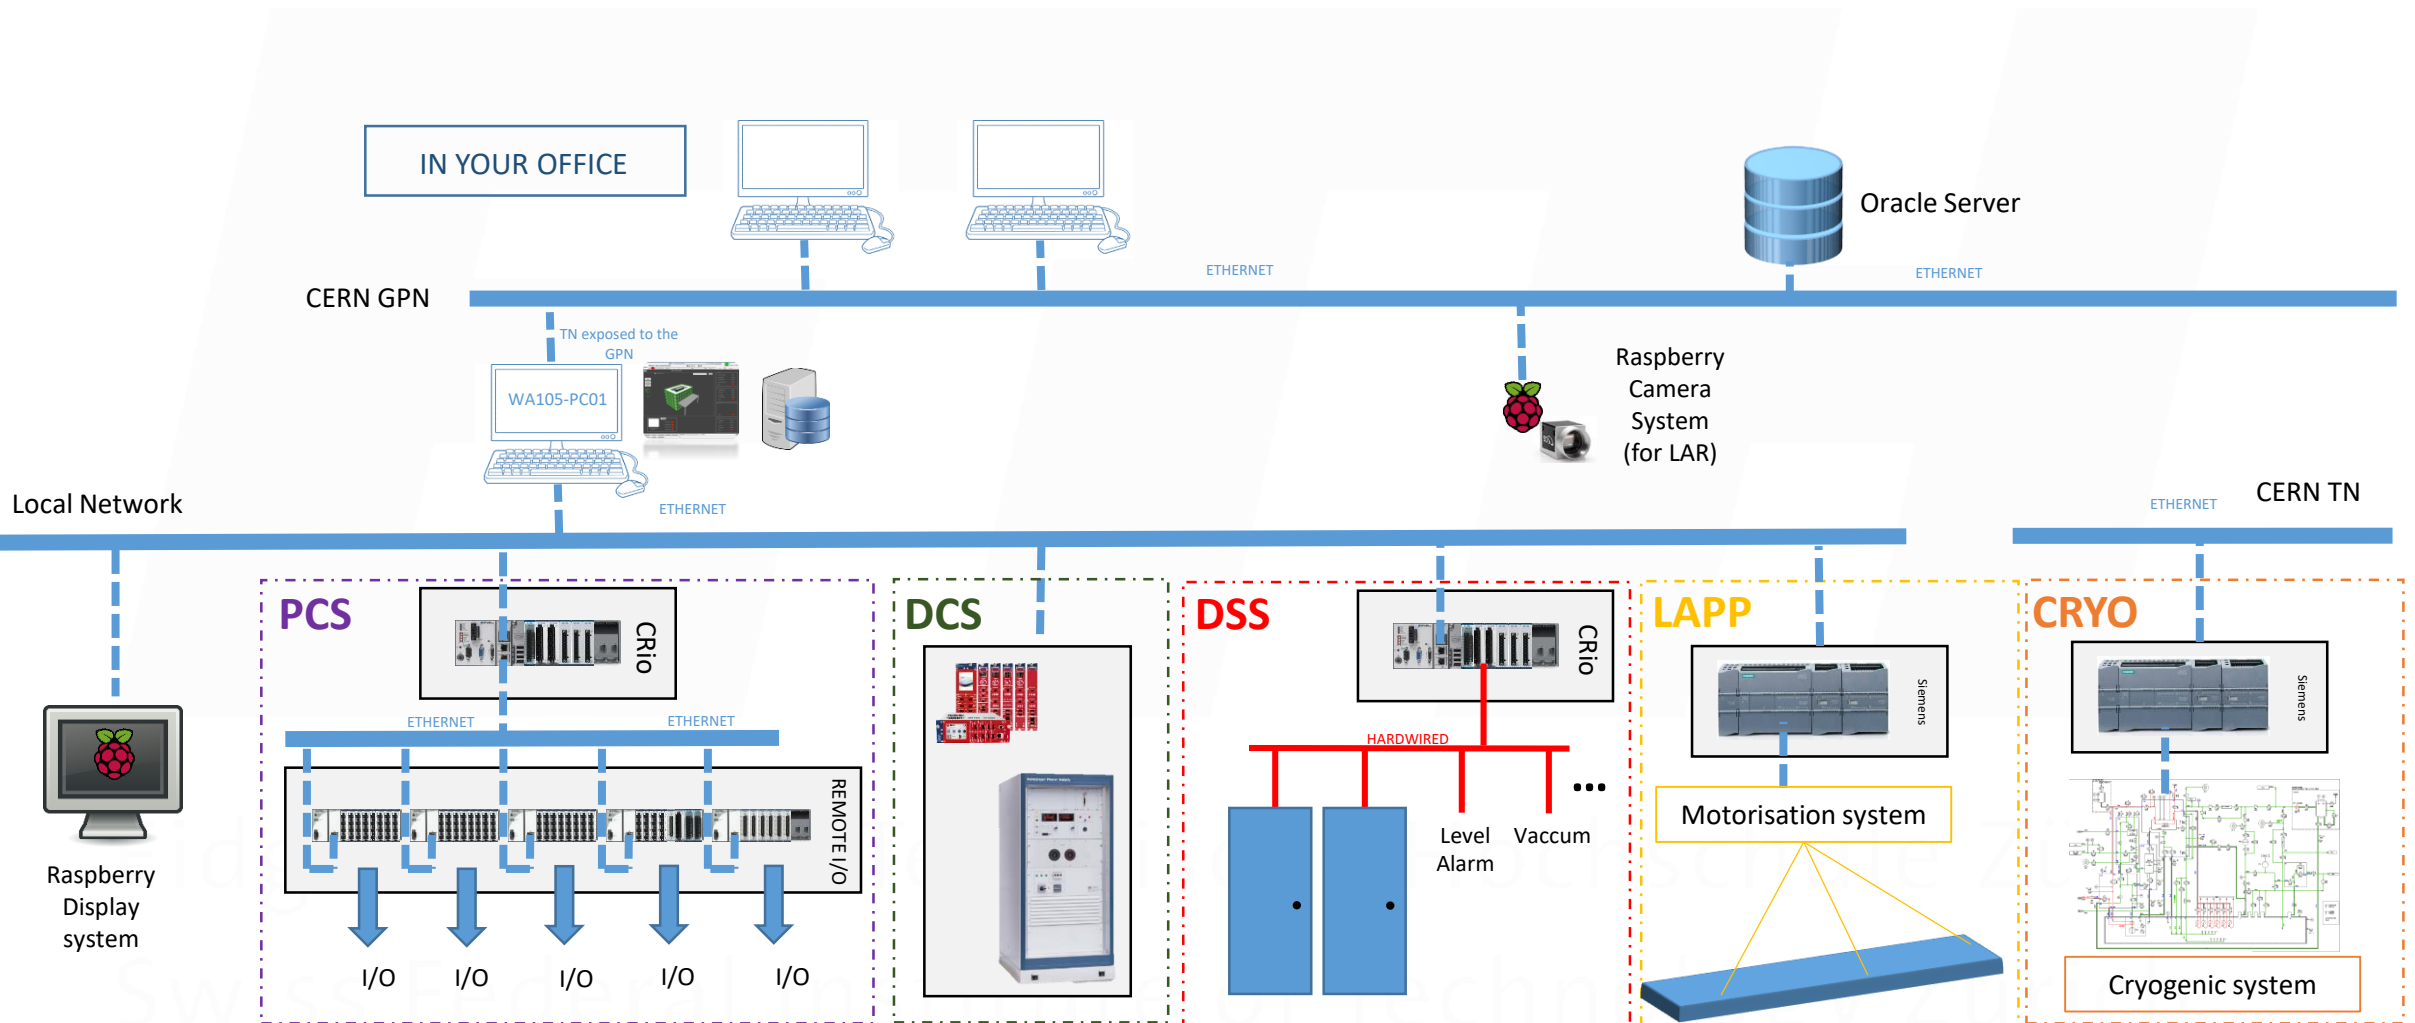 IN YOUR OFFICE
Oracle Server
ETHERNET
ETHERNET
CERN GPN
TN exposed to the
GPN
WA105-PC01
Raspberry
Camera
System
(for LAR)
Local Network
ETHERNET
CERN TN
ETHERNET
PCS
CRio
ETHERNET
ETHERNET
REMOTE I/O
I/O
I/O
I/O
I/O
I/O
Raspberry
Display
system
DCS
DSS
CRio
HARDWIRED
...
Level
Alarm
Vaccum
LAPP
Siemens
Motorisation system
CRYO
Siemens
Cryogenic system